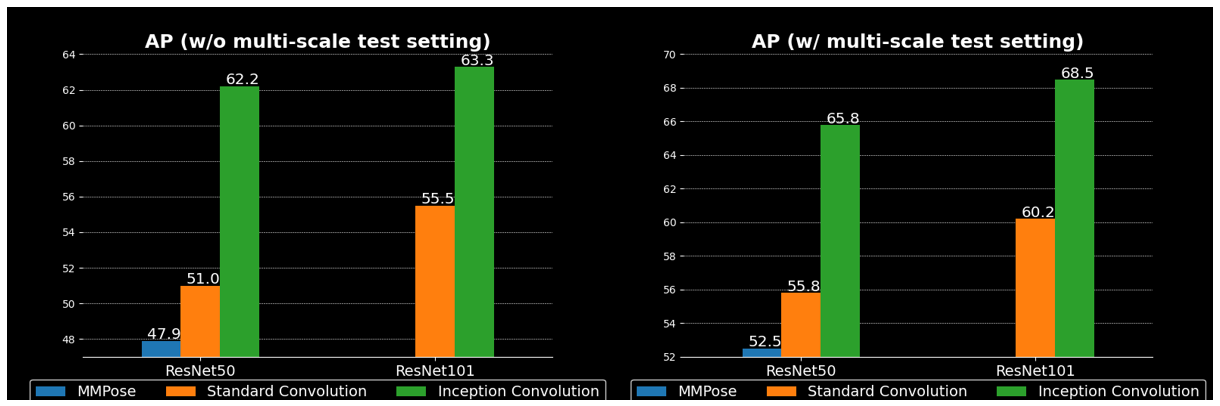 AP (w/o multi-scale test setting)
64
62
60
58
56
54
52
50
48
47.9
51.0
62.2
55.5
63.3
ResNet50
ResNet101
MMPose
Standard Convolution
Inception Convolution
AP (w/ multi-scale test setting)
70
68
66
64
62
60
58
56
54
52
52.5
55.8
65.8
60.2
68.5
ResNet50
ResNet101
MMPose
Standard Convolution
Inception Convolution